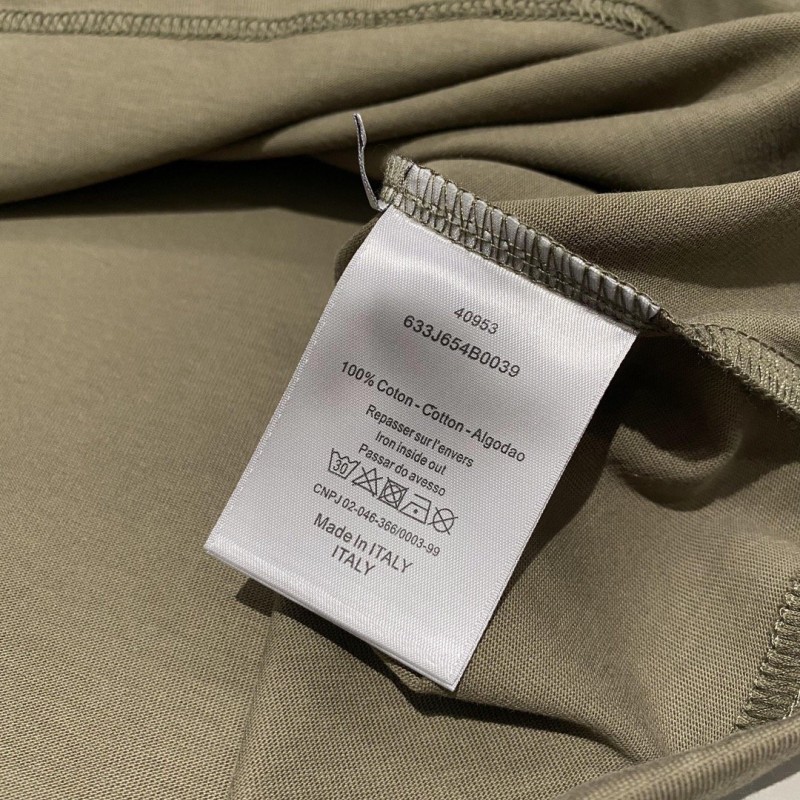 40953
633J654B0039
100% Coton - Cotton - Algodao
Repasser sur l'envers
Iron inside out
Passar do avesso
30
CNPJ 02-046-366/0003-99
Made In ITALY
ITALY